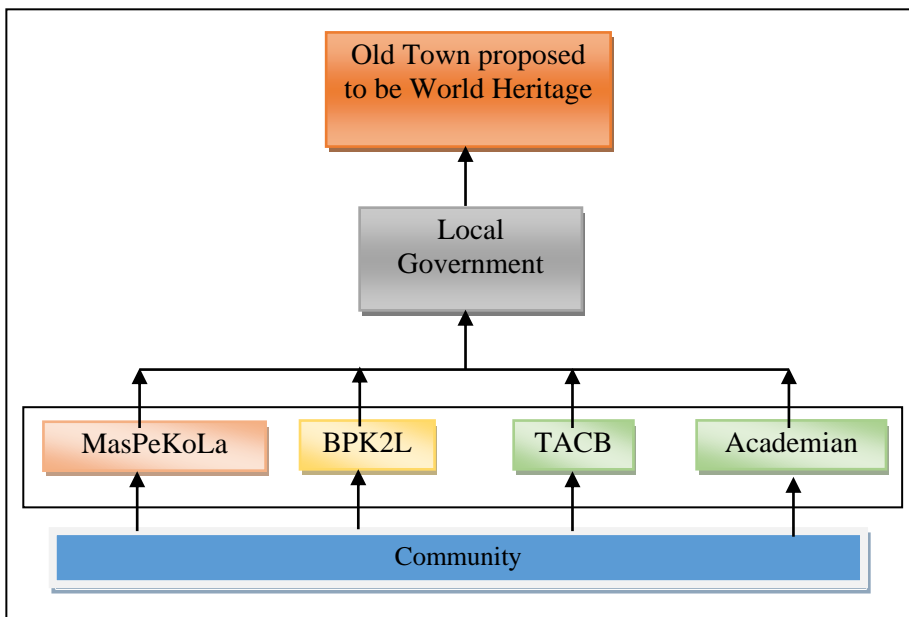 Old Town proposed
to be World Heritage
Local
Government
MasPeKoLa
BPK2L
TACB
Academian
Community